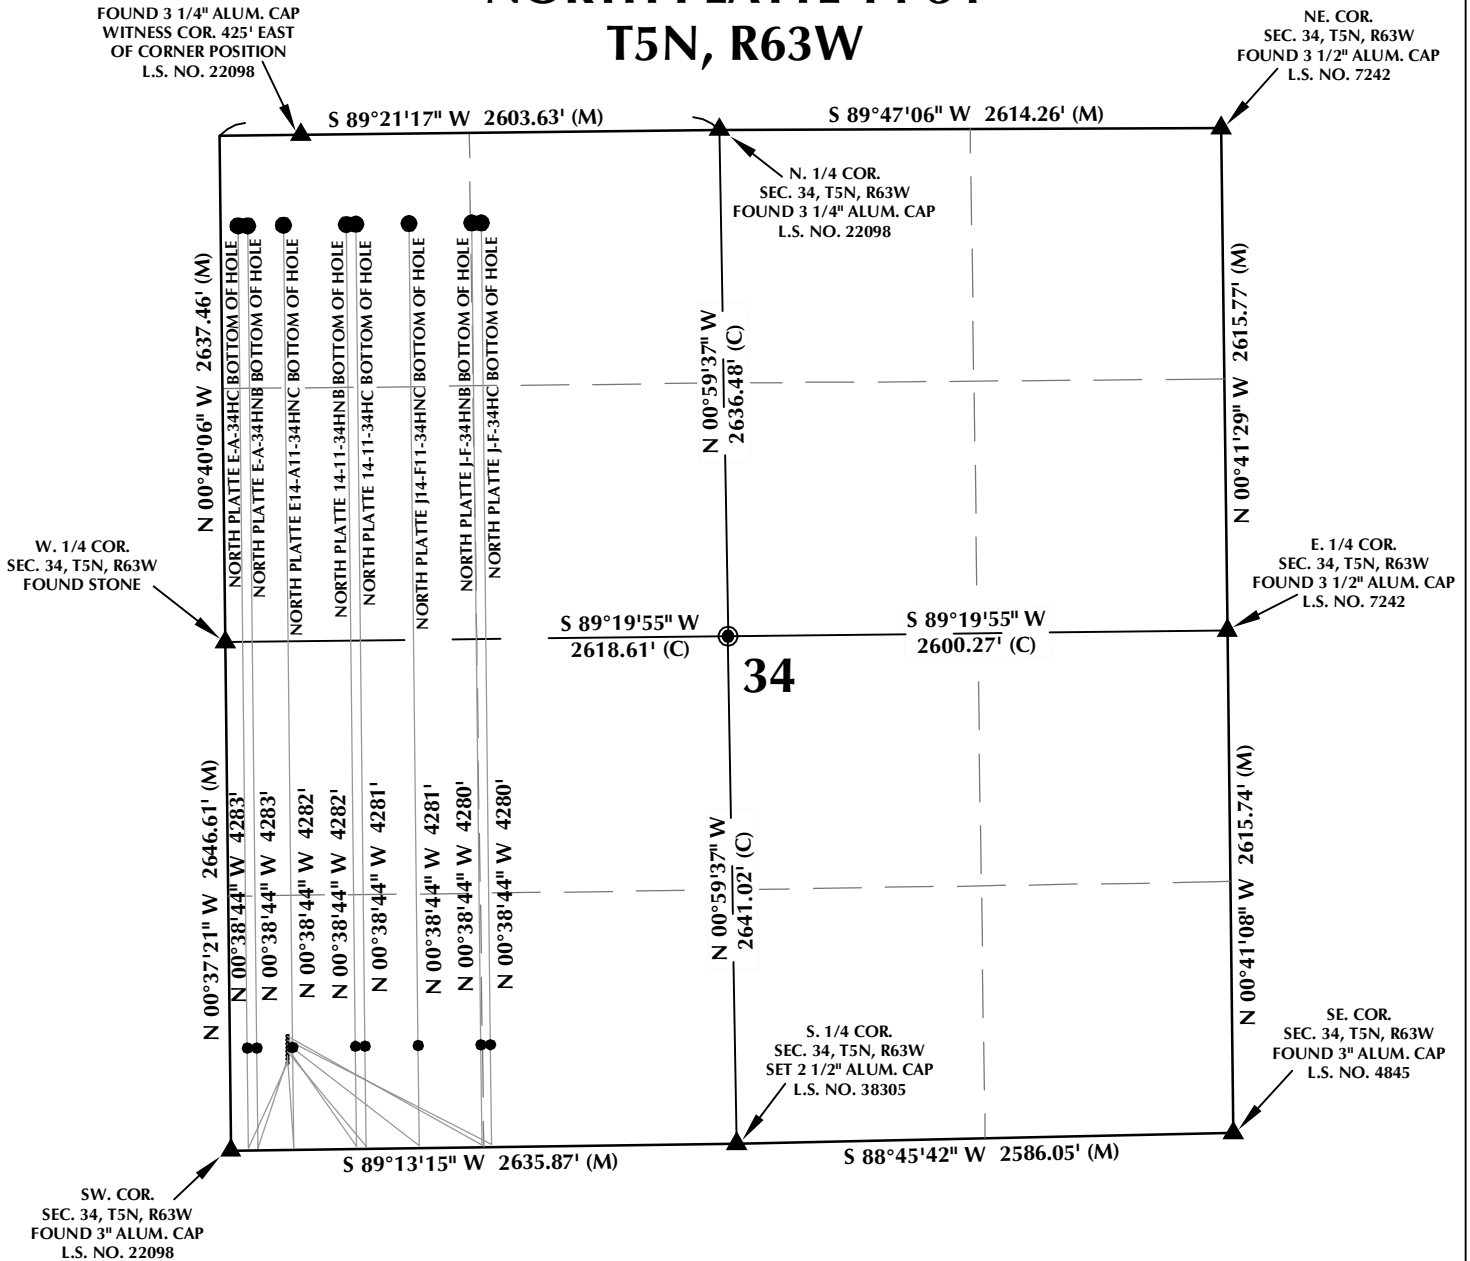 T5N, R63W
FOUND 3 1/4" ALUM. CAP
WITNESS COR. 425' EAST
OF CORNER POSITION
L.S. NO. 22098
NE. COR.
SEC. 34, T5N, R63W
FOUND 3 1/2" ALUM. CAP
L.S. NO. 7242
S 89°21'17" W 2603.63' (M)
S 89°47'06" W 2614.26' (M)
N. 1/4 COR.
SEC. 34, T5N, R63W
FOUND 3 1/4" ALUM. CAP
L.S. NO. 22098
N 00°40'06" W 2637.46' (M)
NORTH PLATTE E-A-34HC BOTTOM OF HOLE
NORTH PLATTE E-A-34HNB BOTTOM OF HOLE
NORTH PLATTE E14-A11-34HNC BOTTOM OF HOLE
NORTH PLATTE 14-11-34HNB BOTTOM OF HOLE
NORTH PLATTE 14-11-34HC BOTTOM OF HOLE
NORTH PLATTE J14-F11-34HNC BOTTOM OF HOLE
NORTH PLATTE J-F-34HNB BOTTOM OF HOLE
NORTH PLATTE J-F-34HC BOTTOM OF HOLE
N 00°59'37" W
2636.48' (C)
N 00°41'29" W 2615.77' (M)
W. 1/4 COR.
SEC. 34, T5N, R63W
FOUND STONE
E. 1/4 COR.
SEC. 34, T5N, R63W
FOUND 3 1/2" ALUM. CAP
L.S. NO. 7242
S 89°19'55" W
2618.61' (C)
S 89°19'55" W
2600.27' (C)
34
N 00°37'21" W 2646.61' (M)
N 00°38'44" W 4283'
N 00°38'44" W 4283'
N 00°38'44" W 4282'
N 00°38'44" W 4282'
N 00°38'44" W 4281'
N 00°38'44" W 4281'
N 00°38'44" W 4280'
N 00°38'44" W 4280'
N 00°59'37" W
2641.02' (C)
N 00°41'08" W 2615.74' (M)
S. 1/4 COR.
SEC. 34, T5N, R63W
SET 2 1/2" ALUM. CAP
L.S. NO. 38305
SE. COR.
SEC. 34, T5N, R63W
FOUND 3" ALUM. CAP
L.S. NO. 4845
S 89°13'15" W 2635.87' (M)
S 88°45'42" W 2586.05' (M)
SW. COR.
SEC. 34, T5N, R63W
FOUND 3" ALUM. CAP
L.S. NO. 22098